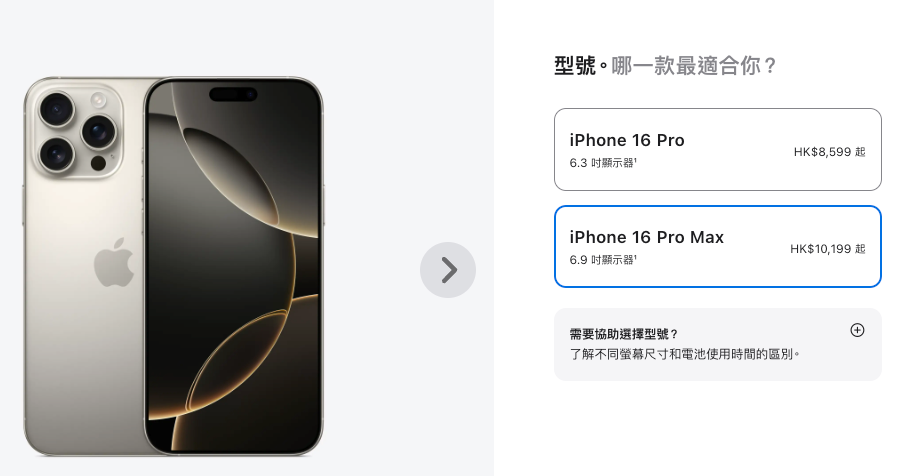 型號。哪一款最適合你？
iPhone 16 Pro
6.3 吋顯示器¹
HK$8,599 起
iPhone 16 Pro Max
6.9 吋顯示器¹
HK$10,199 起
需要協助選擇型號？
了解不同螢幕尺寸和電池使用時間的區別。